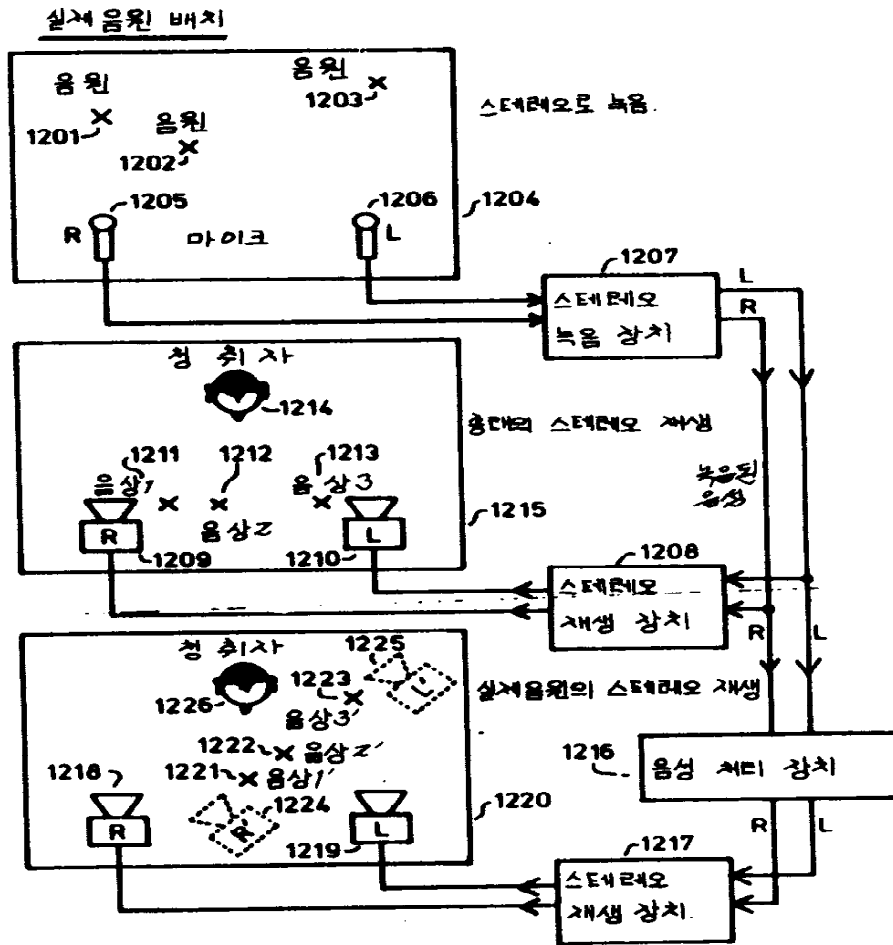 실제 음원 배치
음원
1203
음원
1201
음원
1202
스테레오로 녹음.
1205
1206
1204
R
마이크
L
1207
스테레오
녹음 장치
L
R
청취자
1214
종대의 스테레오 재생
1211
1212
1213
음상1
음상2
음상3
1215
녹음된
음성
R
L
1209
1210
1208
스테레오
재생 장치
R
L
청취자
1225
1223
L'
1226
음상3'
실제음원의 스테레오 재생
1222
음상2'
1221
음상1'
1216
음성 처리 장치
1218
1224
R'
1220
R
L
1219
R
L
1217
스테레오
재생 장치.